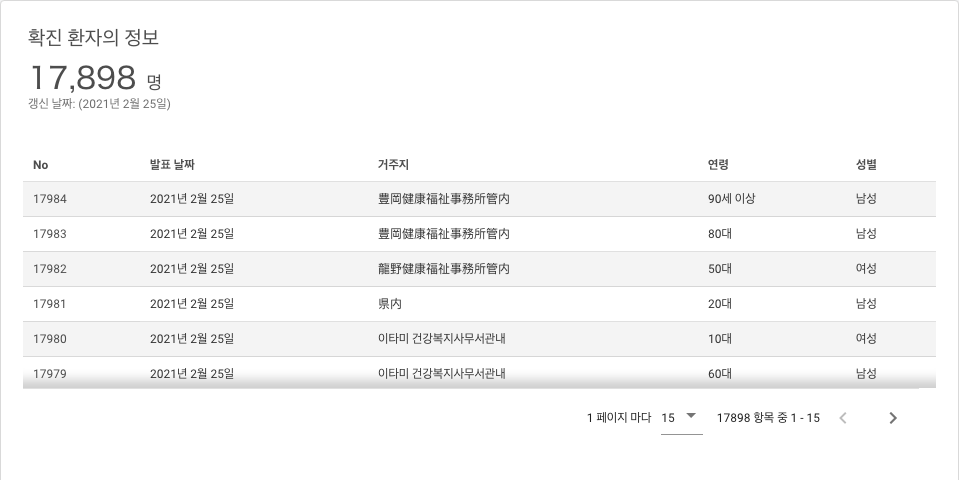 확진 환자의 정보
17,898 명
갱신 날짜: (2021년 2월 25일)
No 발표 날짜 거주지 연령 성별
17984 2021년 2월 25일 豊岡健康福祉事務所管内 90세 이상 남성
17983 2021년 2월 25일 豊岡健康福祉事務所管内 80대 남성
17982 2021년 2월 25일 龍野健康福祉事務所管内 50대 여성
17981 2021년 2월 25일 県内 20대 남성
17980 2021년 2월 25일 이타미 건강복지사무서관내 10대 여성
17979 2021년 2월 25일 이타미 건강복지사무서관내 60대 남성
1 페이지 마다 15 17898 항목 중 1 - 15